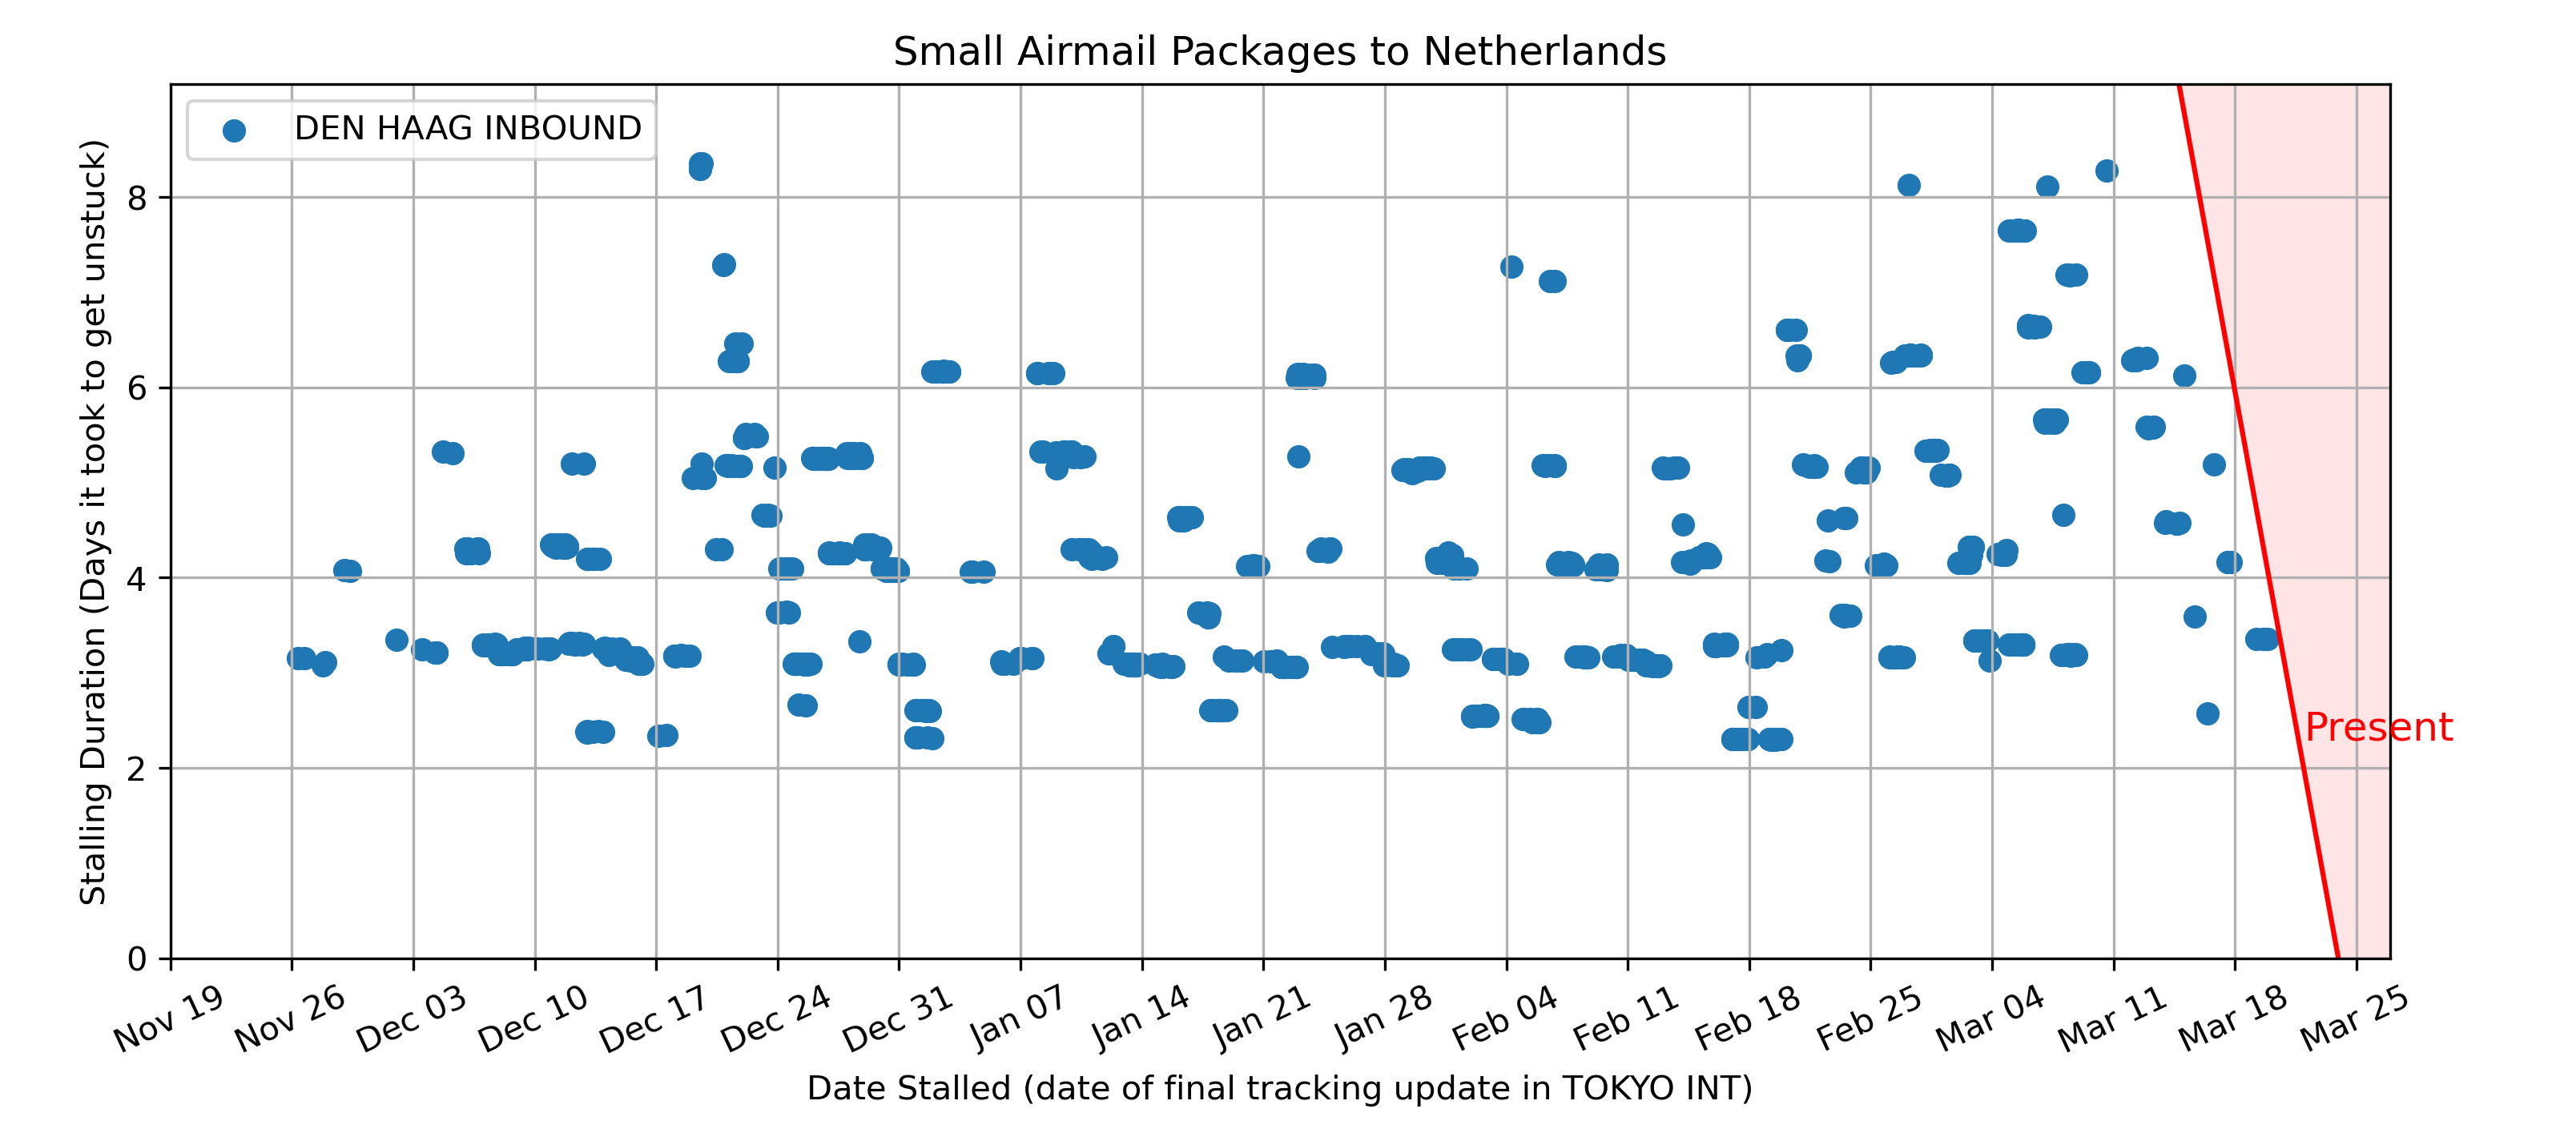 Small Airmail Packages to Netherlands
DEN HAAG INBOUND
Stalling Duration (Days it took to get unstuck)
8
6
4
2
0
Present
Nov 19
Nov 26
Dec 03
Dec 10
Dec 17
Dec 24
Dec 31
Jan 07
Jan 14
Jan 21
Jan 28
Feb 04
Feb 11
Feb 18
Feb 25
Mar 04
Mar 11
Mar 18
Mar 25
Date Stalled (date of final tracking update in TOKYO INT)